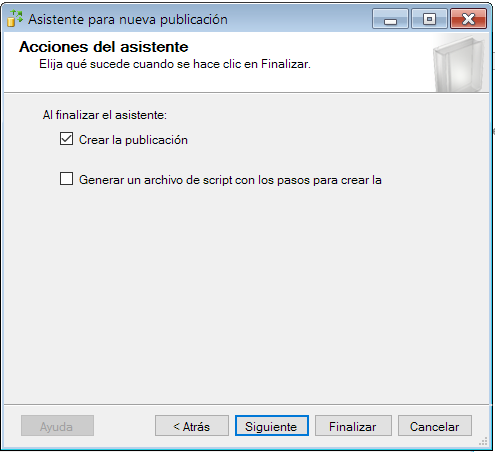 Asistente para nueva publicación
Acciones del asistente
Elija qué sucede cuando se hace clic en Finalizar.
Al finalizar el asistente:
Crear la publicación
Generar un archivo de script con los pasos para crear la
Ayuda
< Atrás
Siguiente
Finalizar
Cancelar